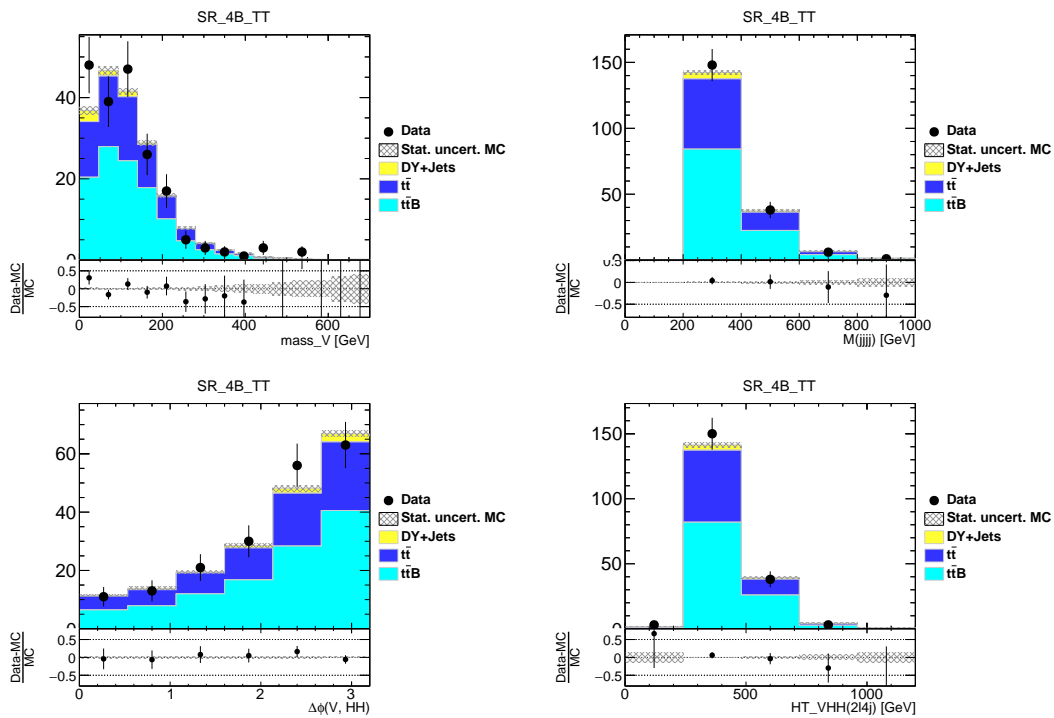 SR_4B_TT
40
20
0
Data
Stat. uncert. MC
DY+Jets
tt̄
tt̄B
Data-MC
MC
0.5
0
−0.5
0 200 400 600
mass_V [GeV]
SR_4B_TT
150
100
50
0
Data
Stat. uncert. MC
DY+Jets
tt̄
tt̄B
Data-MC
MC
0.5
0
−0.5
0 200 400 600 800 1000
M(jjjj) [GeV]
SR_4B_TT
60
40
20
0
Data
Stat. uncert. MC
DY+Jets
tt̄
tt̄B
Data-MC
MC
0.5
0
−0.5
0 1 2 3
Δϕ(V, HH)
SR_4B_TT
150
100
50
0
Data
Stat. uncert. MC
DY+Jets
tt̄
tt̄B
Data-MC
MC
0.5
0
−0.5
0 500 1000
HT_VHH(2l4j) [GeV]